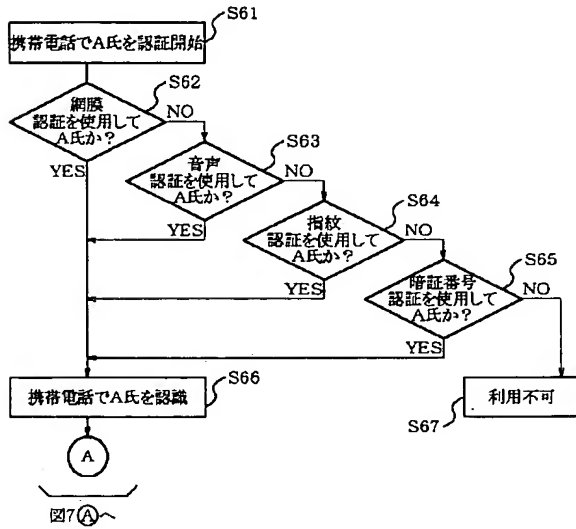 S61
携帯電話でA氏を認証開始
S62
網膜
認証を使用して
A氏か？
NO
YES
S63
音声
認証を使用して
A氏か？
NO
YES
S64
指紋
認証を使用して
A氏か？
NO
YES
S65
暗証番号
認証を使用して
A氏か？
NO
YES
S66
携帯電話でA氏を認識
S67
利用不可
A
図7Ⓐへ